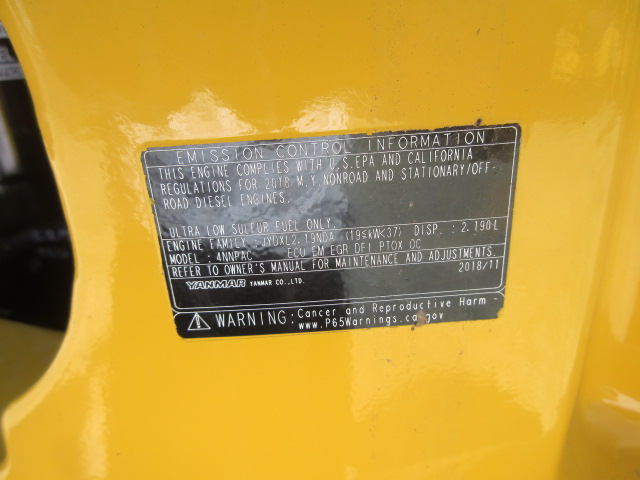 EMISSION CONTROL INFORMATION
THIS ENGINE COMPLIES WITH U.S.EPA AND CALIFORNIA
REGULATIONS FOR 2018 M.Y. NONROAD AND STATIONARY/OFF-
ROAD DIESEL ENGINES.
ULTRA LOW SULFUR FUEL ONLY.
ENGINE FAMILY : JYDXL2.19NDA (19≤kW<37) DISP. : 2.190 L
MODEL : 4NNPAC ECU EM EGR DFI PTOX OC
REFER TO OWNER'S MANUAL FOR MAINTENANCE AND ADJUSTMENTS.
2018/11
YANMAR YANMAR CO.,LTD.
WARNING: Cancer and Reproductive Harm -
www.P65Warnings.ca.gov